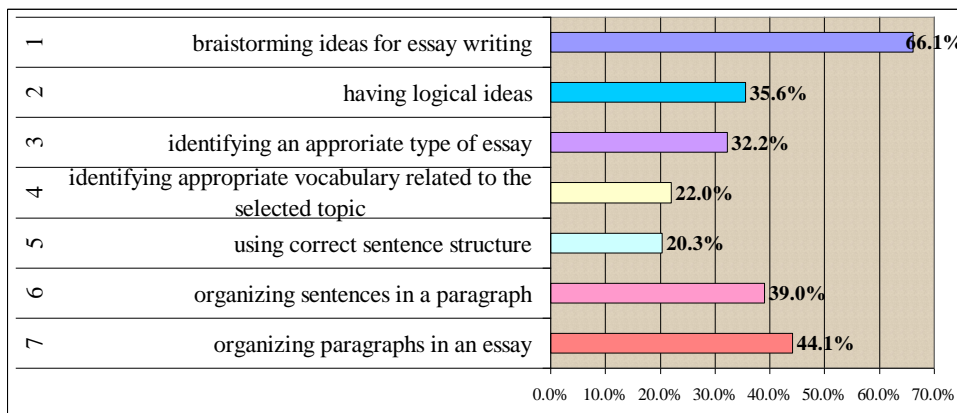 1 braistorming ideas for essay writing 66.1%
2 having logical ideas 35.6%
3 identifying an approriate type of essay 32.2%
4 identifying appropriate vocabulary related to the
selected topic 22.0%
5 using correct sentence structure 20.3%
6 organizing sentences in a paragraph 39.0%
7 organizing paragraphs in an essay 44.1%
0.0% 10.0% 20.0% 30.0% 40.0% 50.0% 60.0% 70.0%